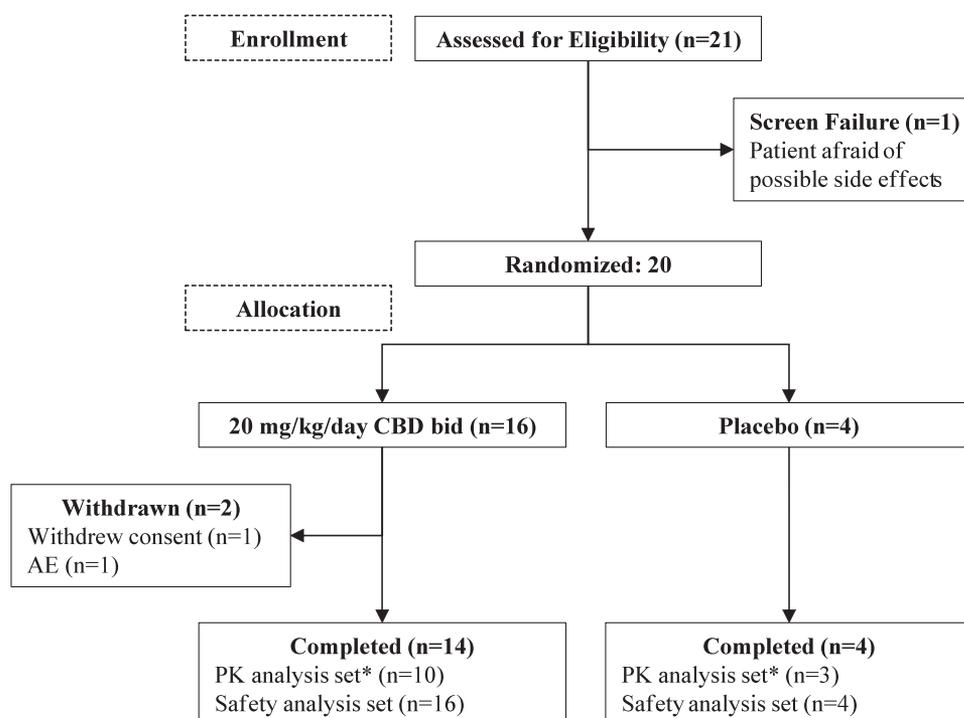 Enrollment
Assessed for Eligibility (n=21)
Screen Failure (n=1)
Patient afraid of
possible side effects
Randomized: 20
Allocation
20 mg/kg/day CBD bid (n=16)
Placebo (n=4)
Withdrawn (n=2)
Withdrew consent (n=1)
AE (n=1)
Completed (n=14)
PK analysis set* (n=10)
Safety analysis set (n=16)
Completed (n=4)
PK analysis set* (n=3)
Safety analysis set (n=4)